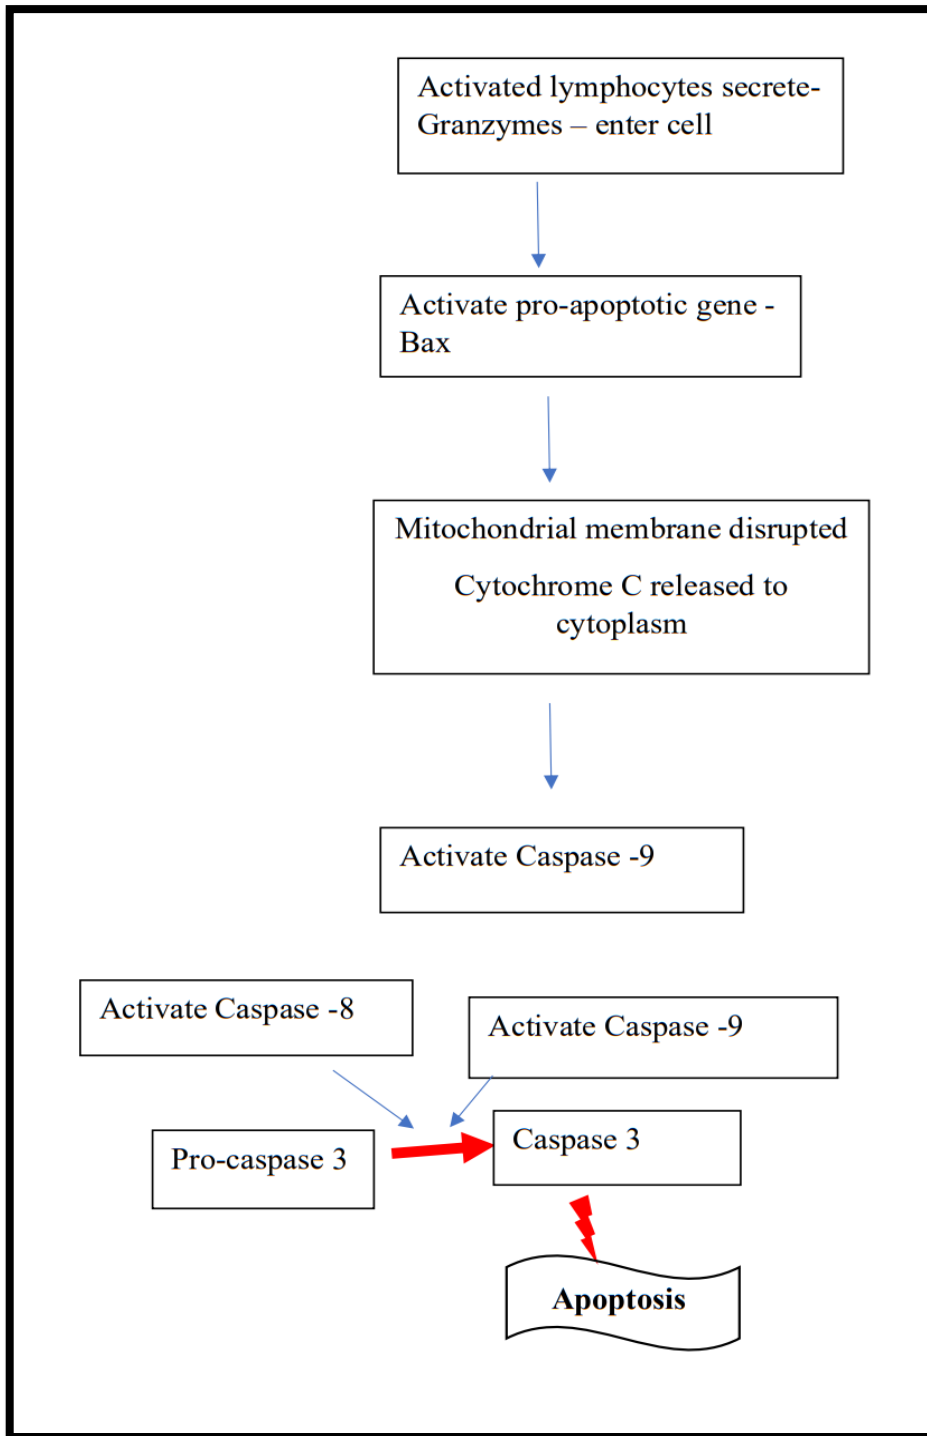 Activated lymphocytes secrete-
Granzymes – enter cell
Activate pro-apoptotic gene -
Bax
Mitochondrial membrane disrupted
Cytochrome C released to
cytoplasm
Activate Caspase -9
Activate Caspase -8
Activate Caspase -9
Pro-caspase 3
Caspase 3
Apoptosis